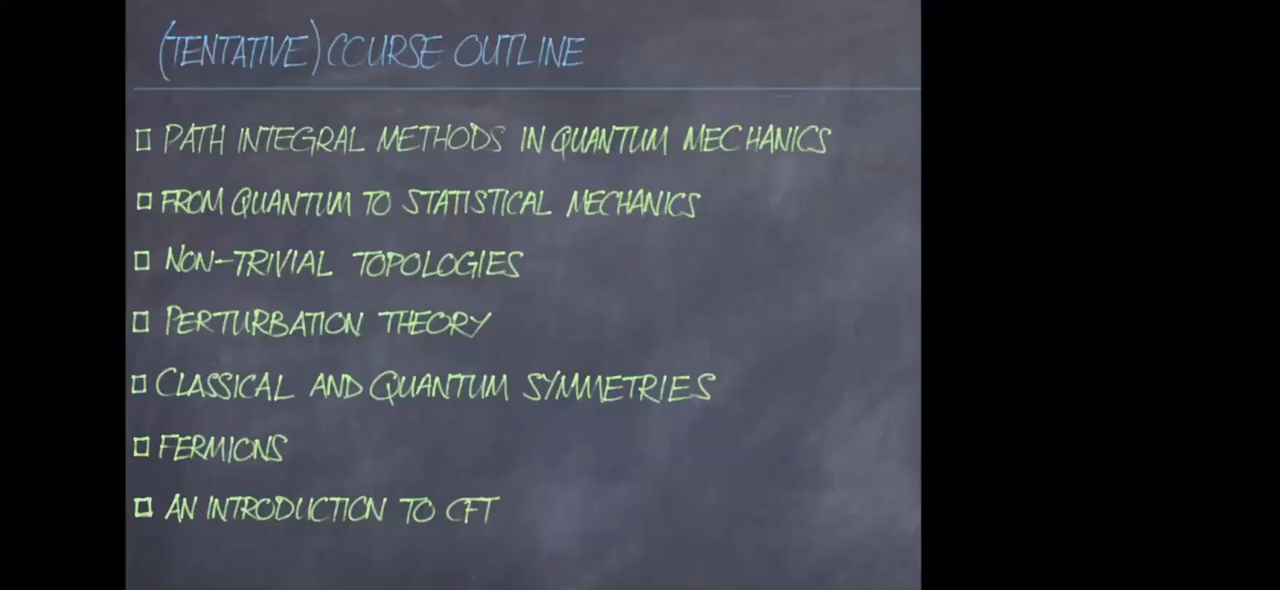 (TENTATIVE) COURSE OUTLINE
PATH INTEGRAL METHODS IN QUANTUM MECHANICS
FROM QUANTUM TO STATISTICAL MECHANICS
NON-TRIVIAL TOPOLOGIES
PERTURBATION THEORY
CLASSICAL AND QUANTUM SYMMETRIES
FERMIONS
AN INTRODUCTION TO CFT